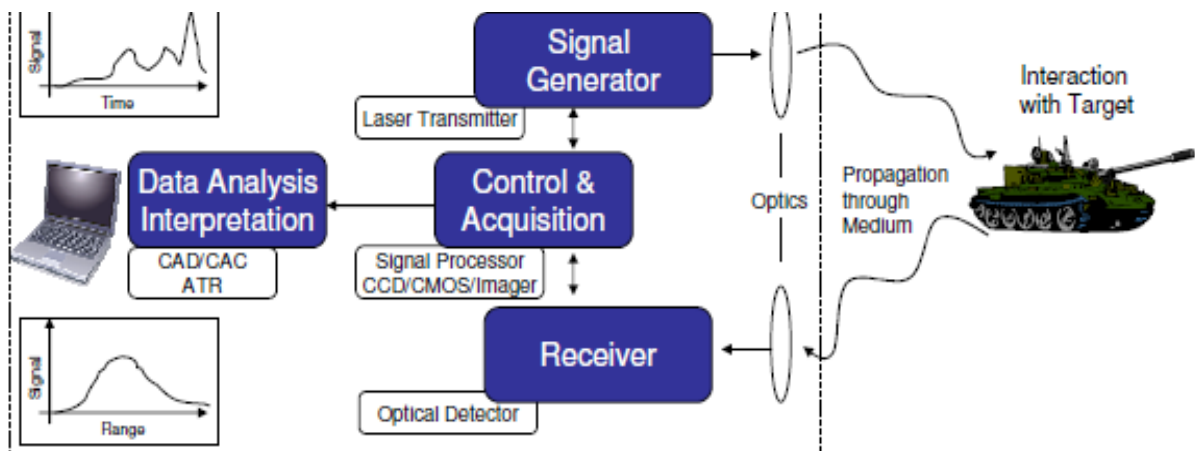 Signal
Time
Signal
Generator
Laser Transmitter
Interaction
with Target
Data Analysis
Interpretation
CAD/CAC
ATR
Control &
Acquisition
Signal Processor
CCD/CMOS/Imager
Optics
Propagation
through
Medium
Signal
Range
Receiver
Optical Detector